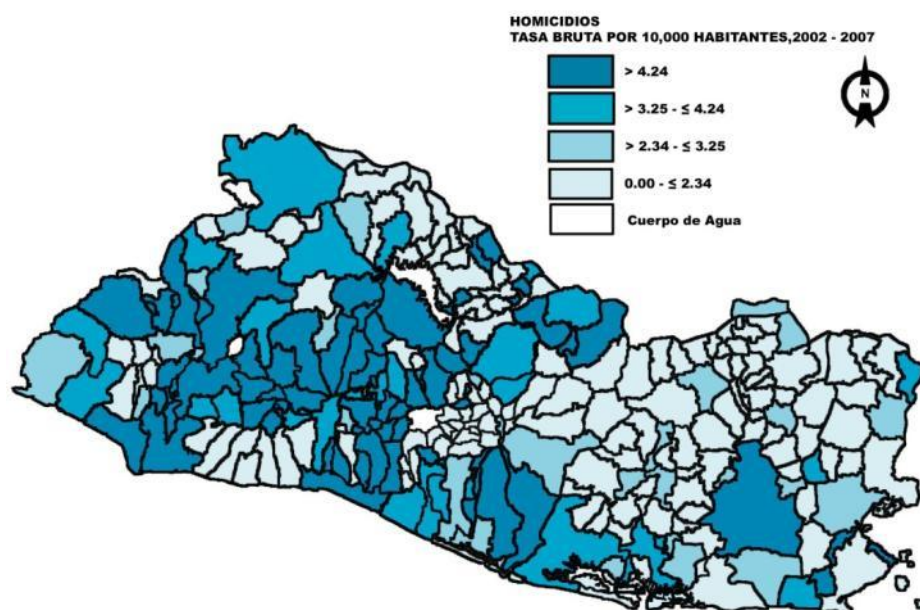 HOMICIDIOS
TASA BRUTA POR 10,000 HABITANTES,2002 - 2007
> 4.24
> 3.25 - ≤ 4.24
> 2.34 - ≤ 3.25
0.00 - ≤ 2.34
Cuerpo de Agua
N